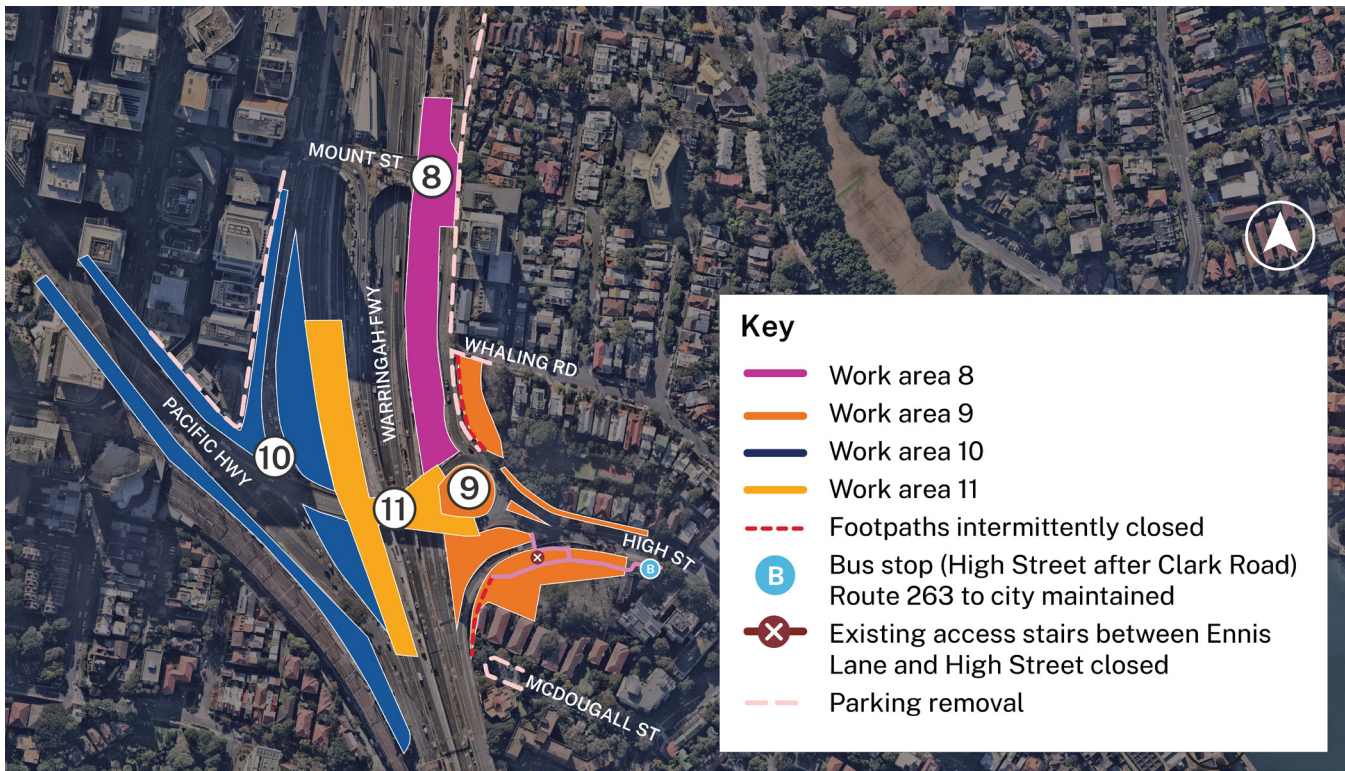 MOUNT ST
8
WARRINGAH FWY
WHALING RD
PACIFIC HWY
10
9
11
HIGH ST
B
MCDOUGALL ST
Key
Work area 8
Work area 9
Work area 10
Work area 11
Footpaths intermittently closed
B
Bus stop (High Street after Clark Road)
Route 263 to city maintained
Existing access stairs between Ennis
Lane and High Street closed
Parking removal